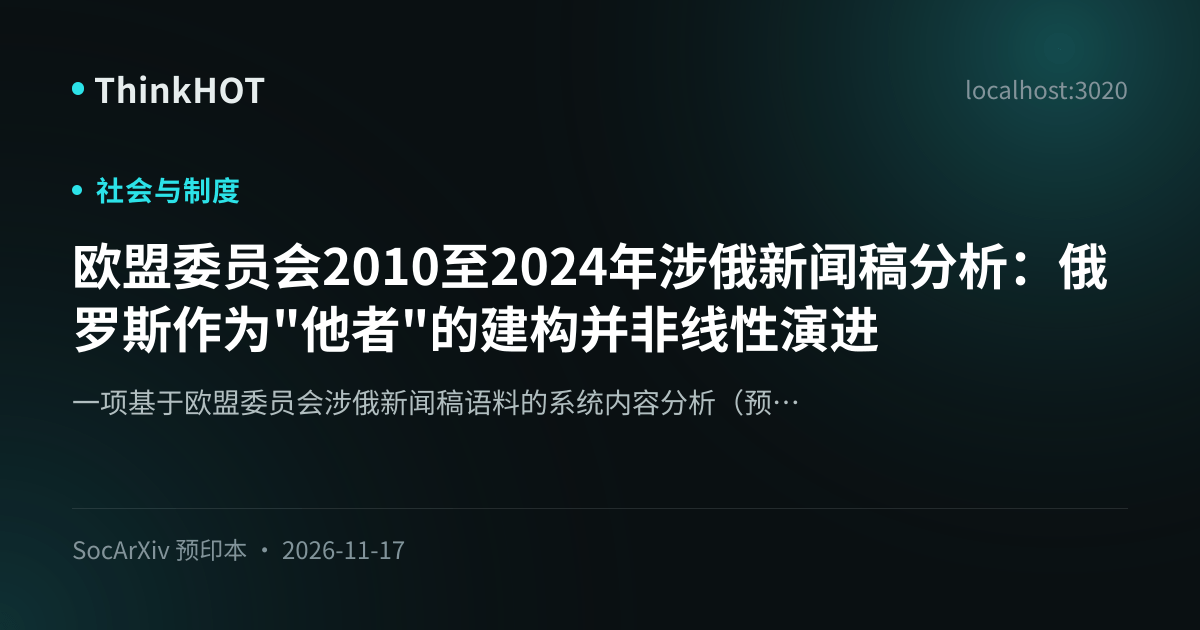 ThinkHOT
localhost:3020
社会与制度
欧盟委员会2010至2024年涉俄新闻稿分析：俄
罗斯作为"他者"的建构并非线性演进
一项基于欧盟委员会涉俄新闻稿语料的系统内容分析（预…
SocArXiv 预印本 · 2026-11-17